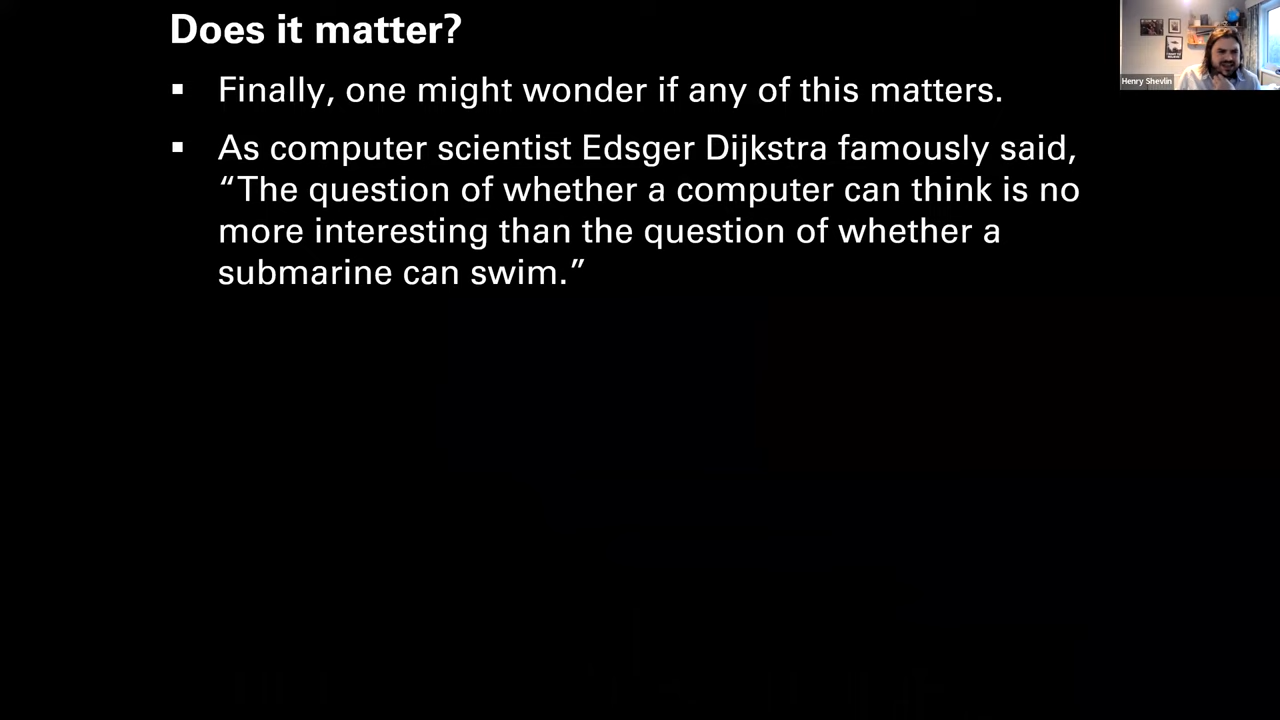 Does it matter?
▪ Finally, one might wonder if any of this matters.
▪ As computer scientist Edsger Dijkstra famously said,
“The question of whether a computer can think is no
more interesting than the question of whether a
submarine can swim.”
Henry Shevlin